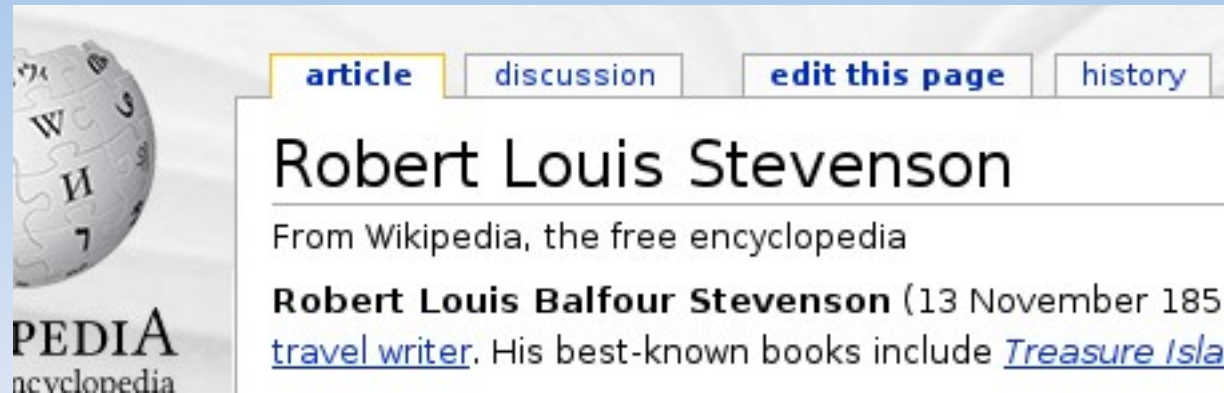 article discussion edit this page history
Robert Louis Stevenson
From Wikipedia, the free encyclopedia
Robert Louis Balfour Stevenson (13 November 185
travel writer. His best-known books include Treasure Isla
PEDIA
ncyclopedia